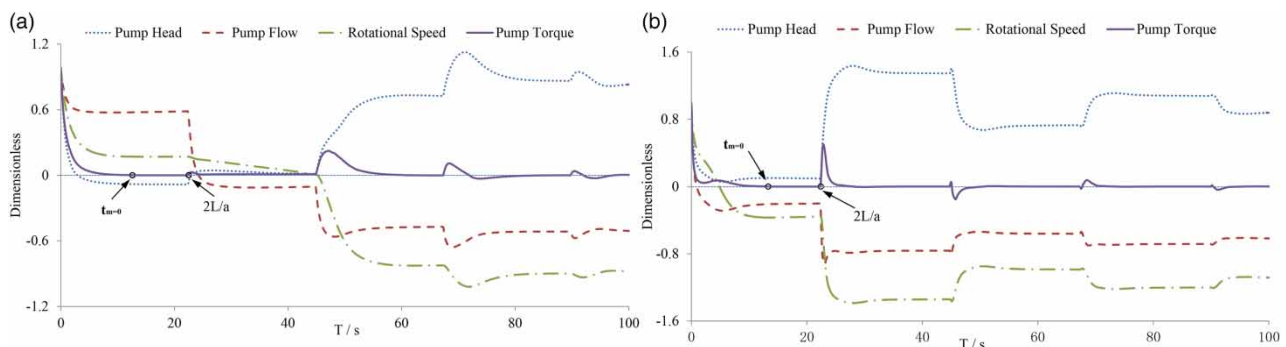 (a)
Pump Head Pump Flow Rotational Speed Pump Torque
1.2
0.6
0
-0.6
-1.2
Dimensionless
t m=0
2L/a
0 20 40 60 80 100
T / s
(b)
Pump Head Pump Flow Rotational Speed Pump Torque
1.6
0.8
0
-0.8
-1.6
Dimensionless
t m=0
2L/a
0 20 40 60 80 100
T / s